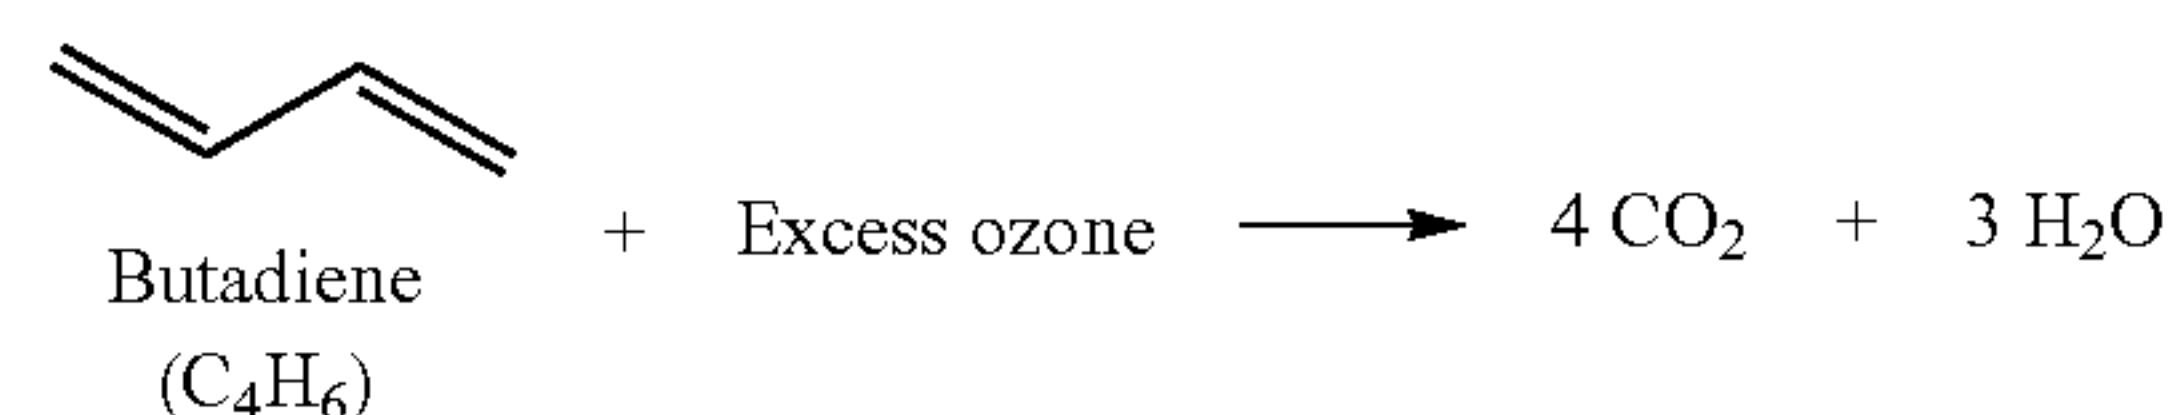 + Excess ozone 4 CO₂ + 3 H₂O
Butadiene
(C₄H₆)